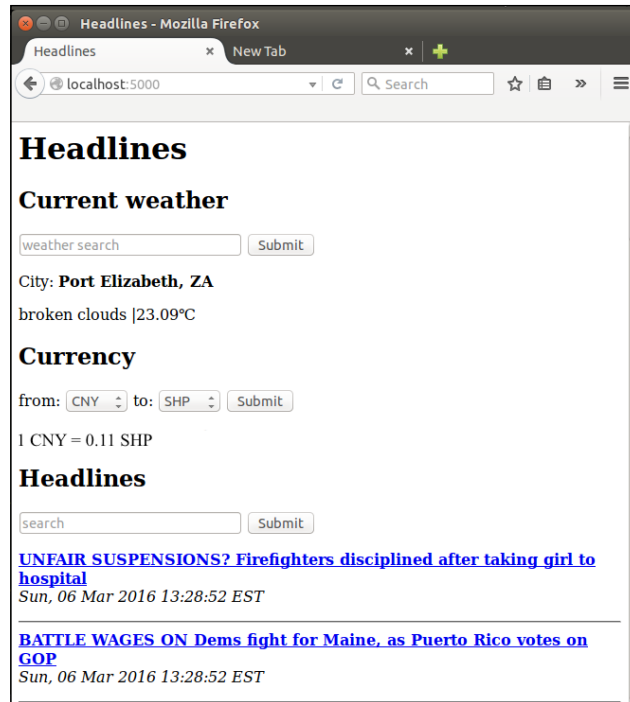 Headlines - Mozilla Firefox
Headlines × New Tab ×
localhost:5000 Search »
Headlines
Current weather
weather search Submit
City: Port Elizabeth, ZA
broken clouds |23.09℃
Currency
from: CNY to: SHP Submit
1 CNY = 0.11 SHP
Headlines
search Submit
UNFAIR SUSPENSIONS? Firefighters disciplined after taking girl to
hospital
Sun, 06 Mar 2016 13:28:52 EST
BATTLE WAGES ON Dems fight for Maine, as Puerto Rico votes on
GOP
Sun, 06 Mar 2016 13:28:52 EST